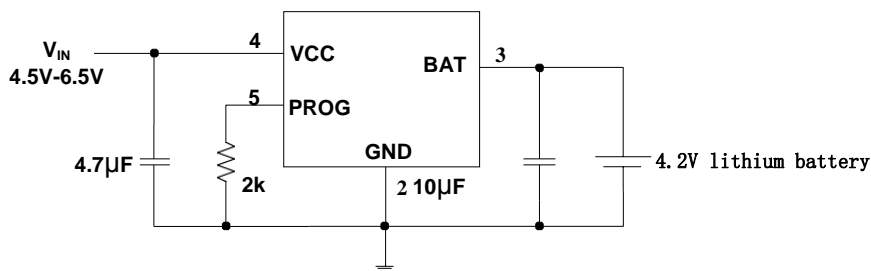 VIN
4.5V-6.5V
4
VCC
BAT
3
5
PROG
4.7µF
2k
GND
2
10µF
4.2V lithium battery